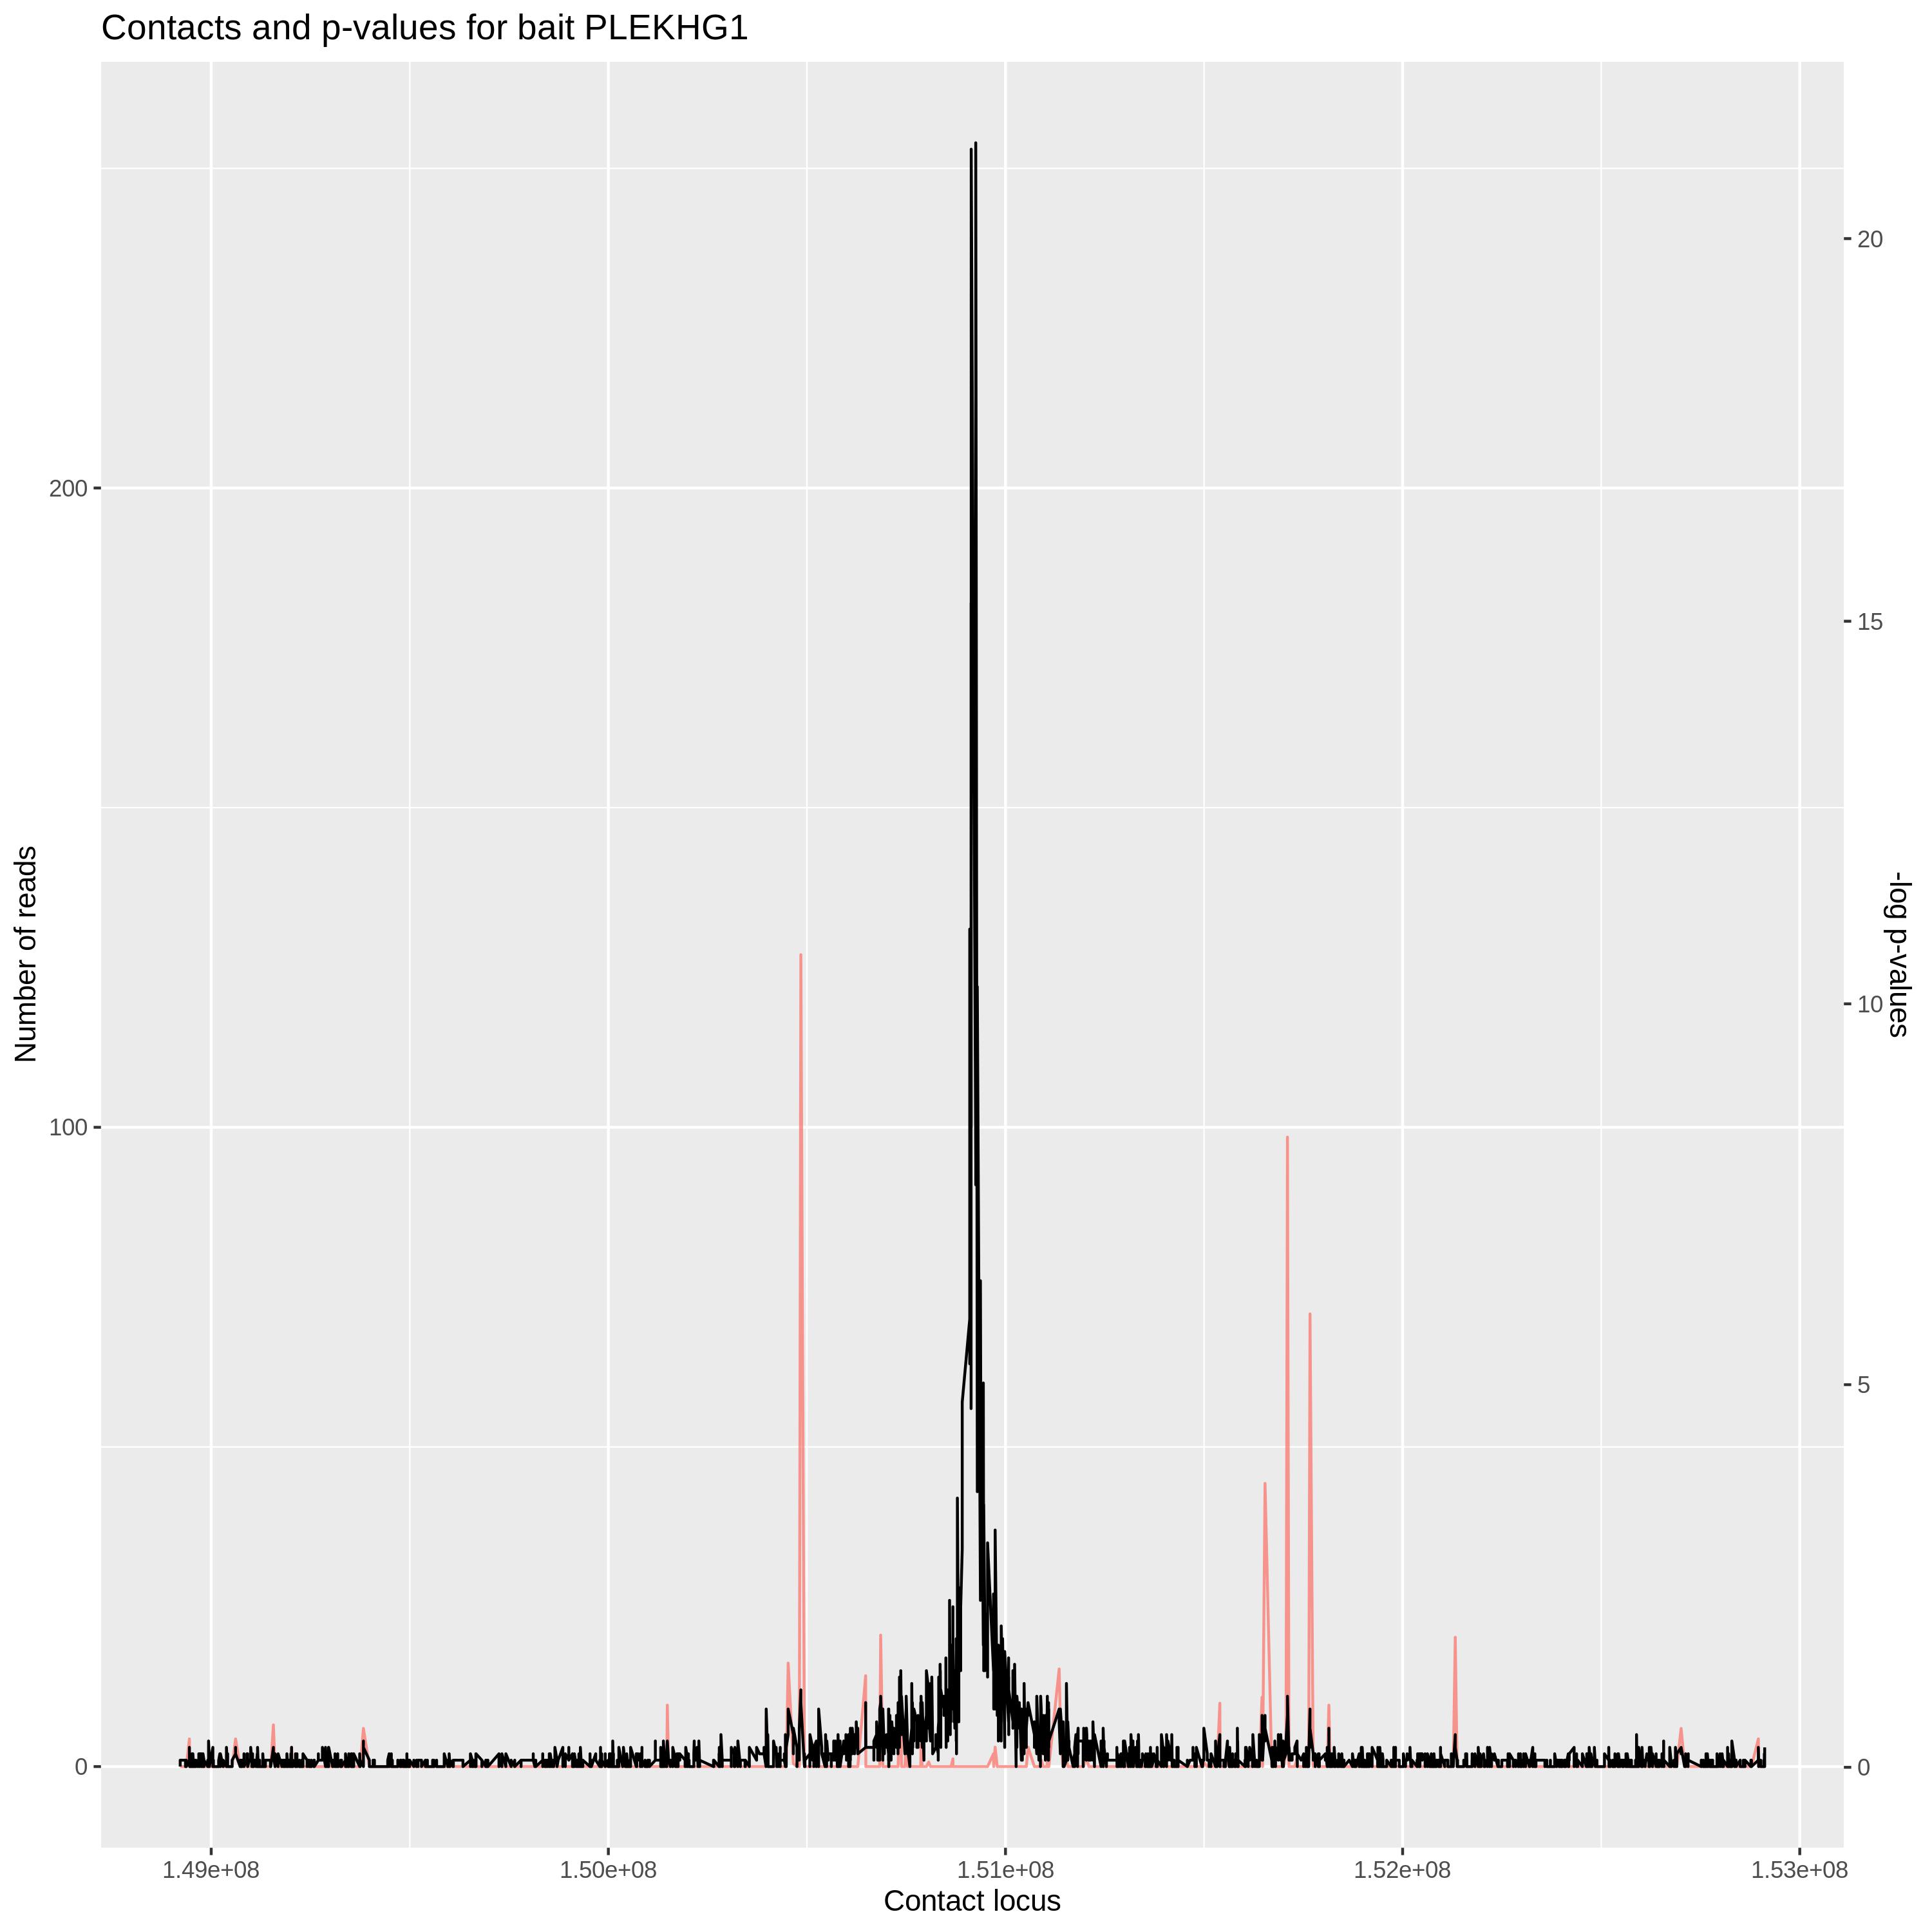 Contacts and p-values for bait PLEKHG1
Number of reads
200
100
0
20
15
10
5
0
-log p-values
1.49e+08 1.50e+08 1.51e+08 1.52e+08 1.53e+08
Contact locus